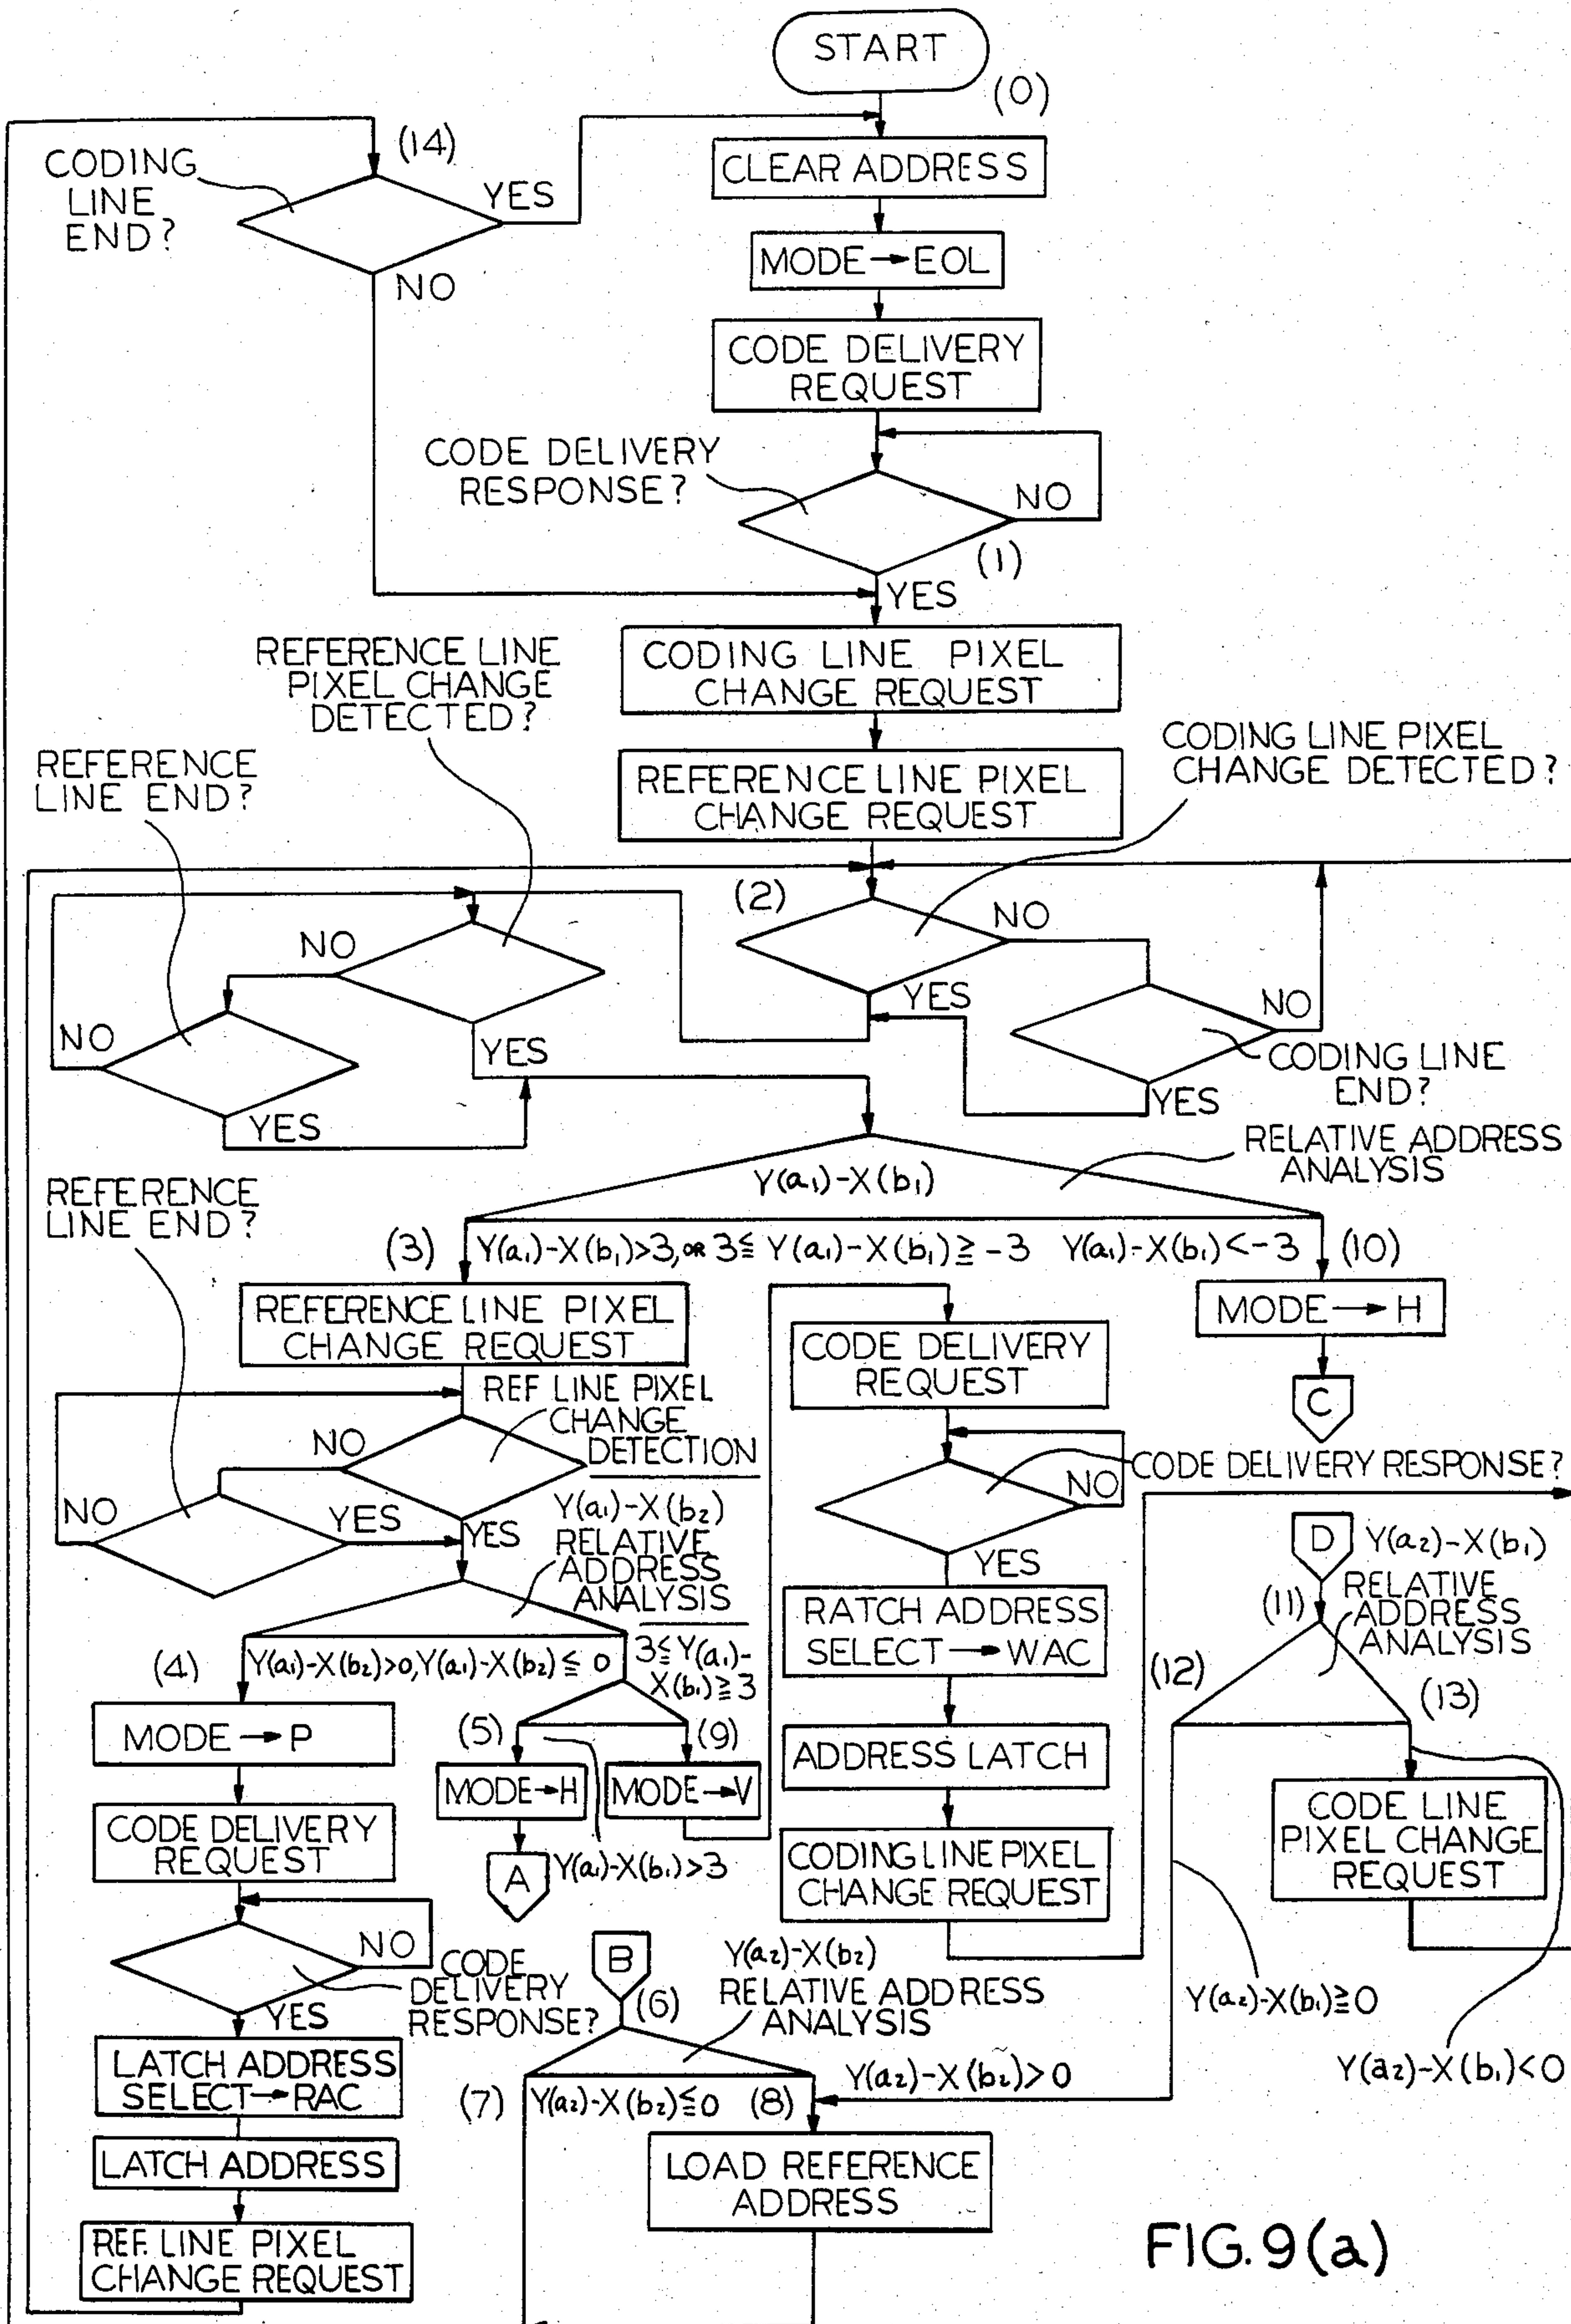 START
(0)
(14)
CODING
LINE
END?
YES
NO
CLEAR ADDRESS
MODE→EOL
CODE DELIVERY
REQUEST
CODE DELIVERY
RESPONSE?
NO
(1)
YES
CODING LINE PIXEL
CHANGE REQUEST
REFERENCE LINE
PIXEL CHANGE
DETECTED?
REFERENCE LINE PIXEL
CHANGE REQUEST
CODING LINE PIXEL
CHANGE DETECTED?
REFERENCE
LINE END?
(2)
NO
NO
YES
NO
NO
YES
CODING LINE
END?
YES
YES
RELATIVE ADDRESS
ANALYSIS
Y(a1)-X(b1)
REFERENCE
LINE END?
(3)
Y(a1)-X(b1)>3, OR 3≦ Y(a1)-X(b1)≧-3
Y(a1)-X(b1)<-3
(10)
REFERENCE LINE PIXEL
CHANGE REQUEST
MODE→H
C
CODE DELIVERY
REQUEST
REF LINE PIXEL
CHANGE
DETECTION
NO
NO
YES
YES
CODE DELIVERY RESPONSE?
NO
YES
Y(a1)-X(b2)
RELATIVE
ADDRESS
ANALYSIS
D
Y(a2)-X(b1)
(11)
RELATIVE
ADDRESS
ANALYSIS
RATCH ADDRESS
SELECT→WAC
(4)
Y(a1)-X(b2)>0, Y(a1)-X(b2)≦0
3≦Y(a1)-
X(b1)≧3
(12)
(13)
MODE→P
(5)
(9)
MODE→H
MODE→V
ADDRESS LATCH
CODE DELIVERY
REQUEST
A
Y(a1)-X(b1)>3
CODING LINE PIXEL
CHANGE REQUEST
CODE LINE
PIXEL CHANGE
REQUEST
NO
CODE
DELIVERY
RESPONSE?
YES
B
(6)
Y(a2)-X(b2)
RELATIVE ADDRESS
ANALYSIS
Y(a2)-X(b1)≧0
Y(a2)-X(b1)<0
LATCH ADDRESS
SELECT→RAC
(7)
Y(a2)-X(b2)≦0
(8)
Y(a2)-X(b2)>0
LATCH ADDRESS
LOAD REFERENCE
ADDRESS
REF. LINE PIXEL
CHANGE REQUEST
FIG. 9(a)